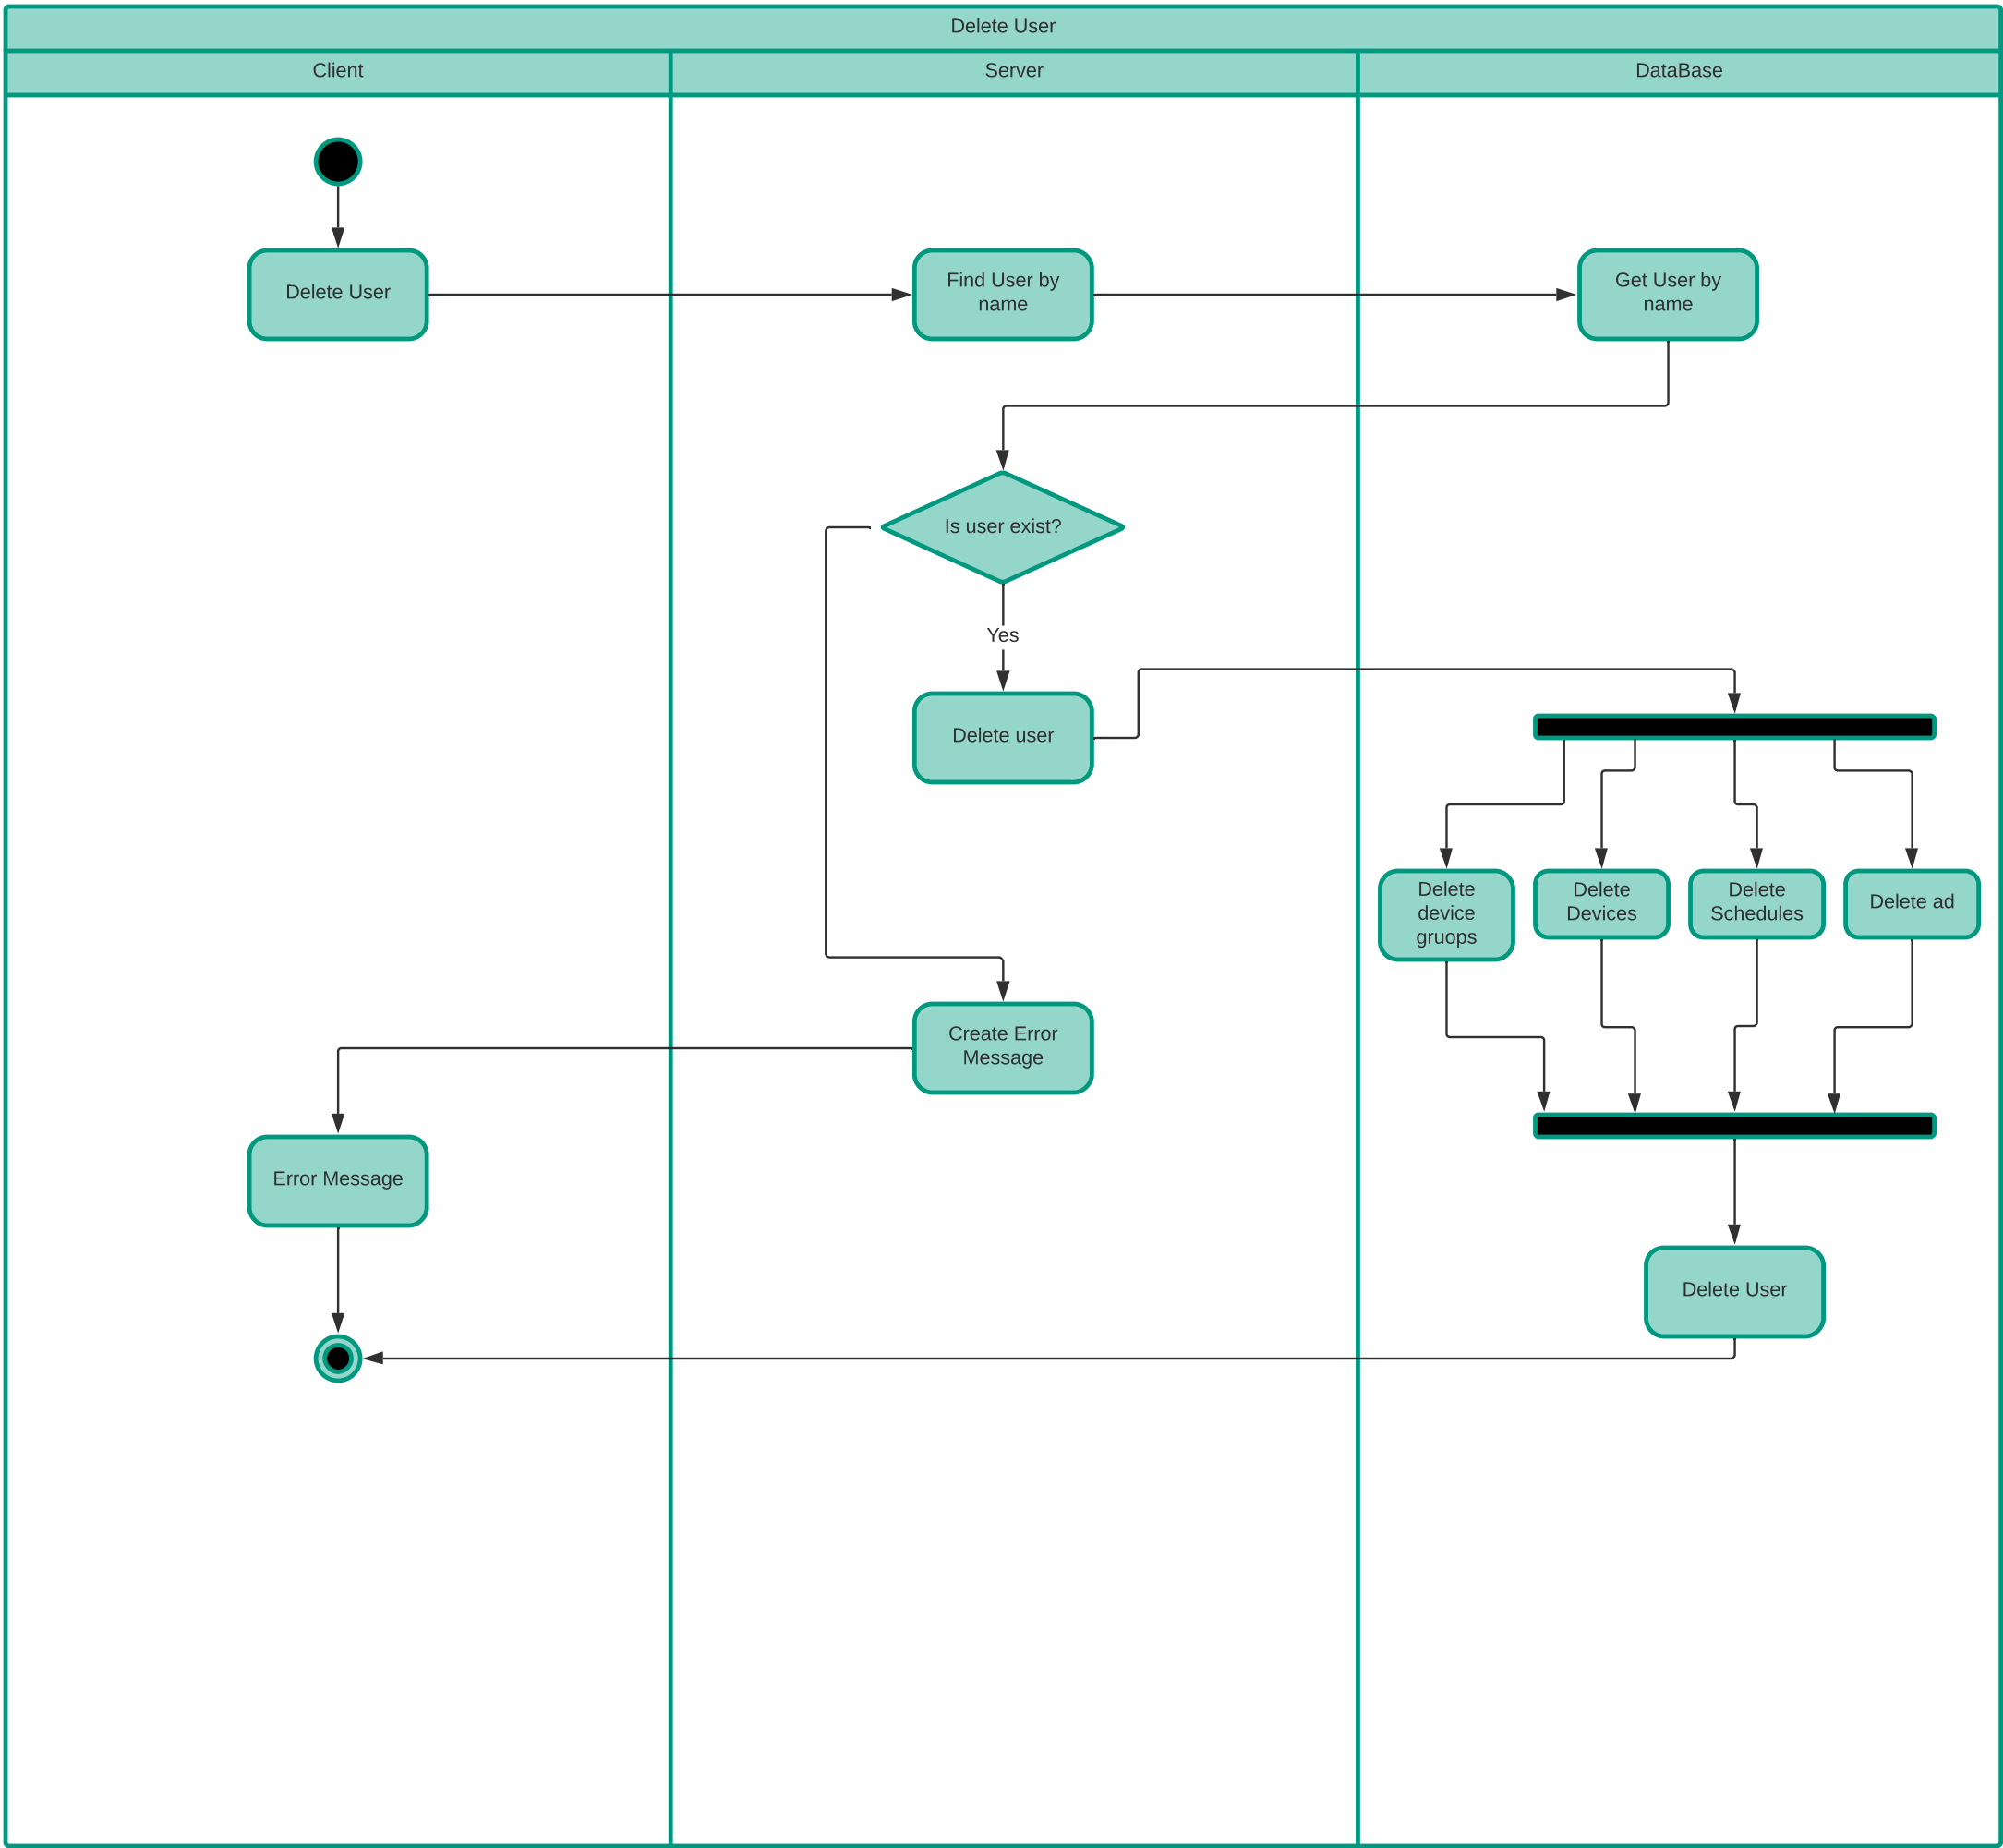 Delete User
Client
Server
DataBase
Delete User
Find User by
name
Get User by
name
Is user exist?
Yes
Delete user
Delete
device
gruops
Delete
Devices
Delete
Schedules
Delete ad
Create Error
Message
Error Message
Delete User